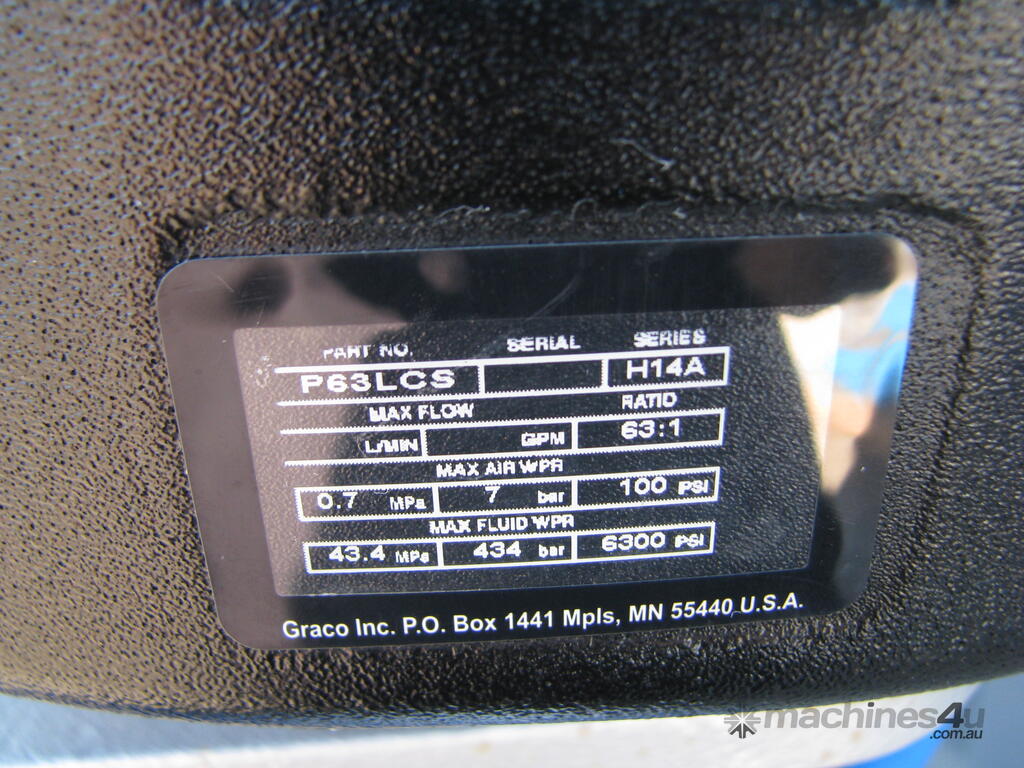 PART NO. SERIAL SERIES
P63LCS H14A
MAX FLOW RATIO
L/MIN GPM 63:1
MAX AIR WPR
0.7 MPa 7 bar 100 PSI
MAX FLUID WPR
43.4 MPa 434 bar 6300 PSI
Graco Inc. P.O. Box 1441 Mpls, MN 55440 U.S.A.
machines4u
.com.au